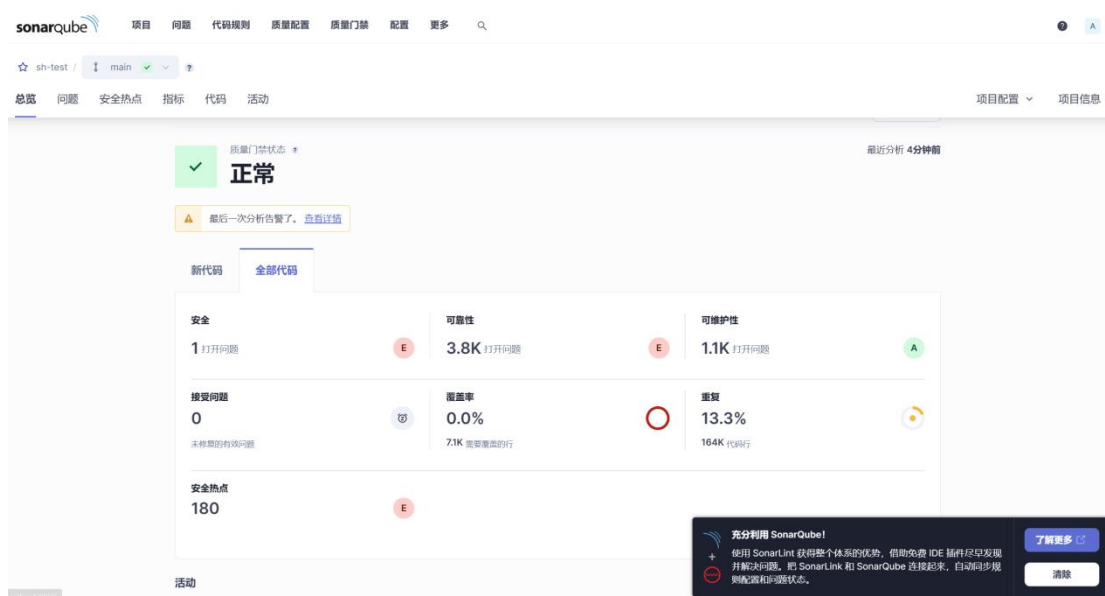 sonarqube 项目 问题 代码规则 质量配置 质量门禁 配置 更多 A
sh-test / main
总览 问题 安全热点 指标 代码 活动 项目配置 项目信息
质量门禁状态
正常
最近分析 4分钟前
最后一次分析告警了。 查看详情
新代码 全部代码
安全 可靠性 可维护性
1 打开问题 E 3.8K 打开问题 E 1.1K 打开问题 A
接受问题 覆盖率 重复
0 0.0% 13.3%
未修复的有效问题 7.1K 需要覆盖的行 164K 代码行
安全热点
180 E
充分利用 SonarQube!
使用 SonarLint 获得整个体系的优势，借助免费 IDE 插件尽早发现
并解决问题。把 SonarLink 和 SonarQube 连接起来，自动同步规
则配置和问题状态。
了解更多
清除
活动